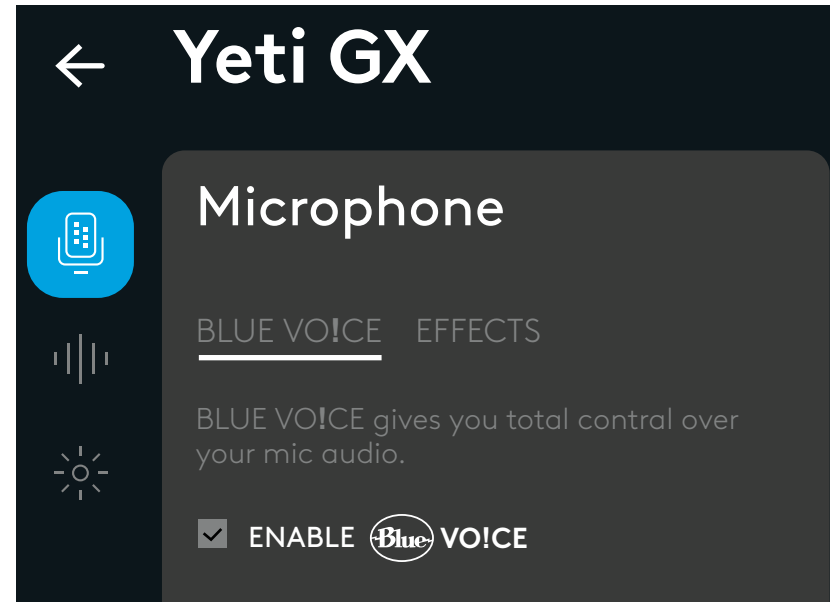 Yeti GX
Microphone
BLUE VO!CE EFFECTS
BLUE VO!CE gives you total contral over
your mic audio.
ENABLE Blue VO!CE